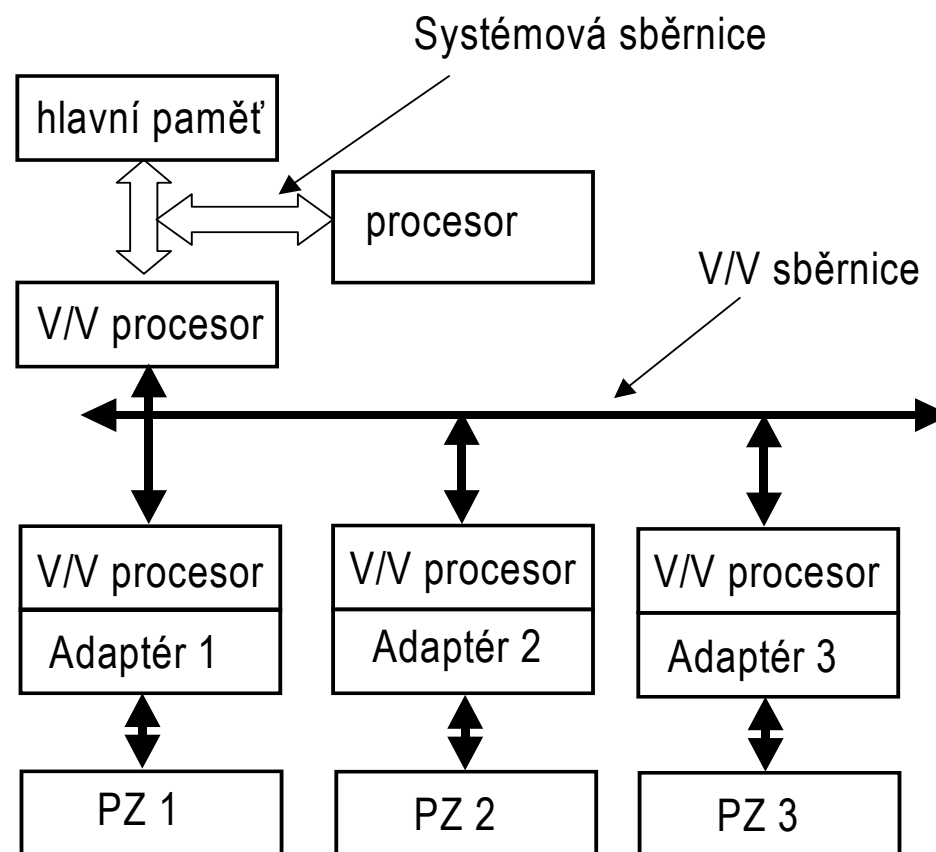 Systémová sběrnice
hlavní paměť
procesor
V/V sběrnice
V/V procesor
V/V procesor
V/V procesor
V/V procesor
Adaptér 1
Adaptér 2
Adaptér 3
PZ 1
PZ 2
PZ 3